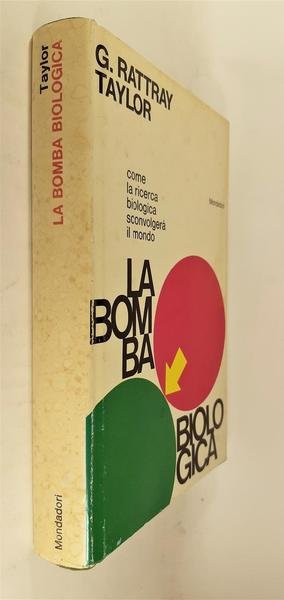 Taylor
LA BOMBA BIOLOGICA
Mondadori
G. RATTRAY
TAYLOR
come
la ricerca
biologica
sconvolgerà
il mondo
Mondadori
LA
BOM
BA
BIOLO
GICA